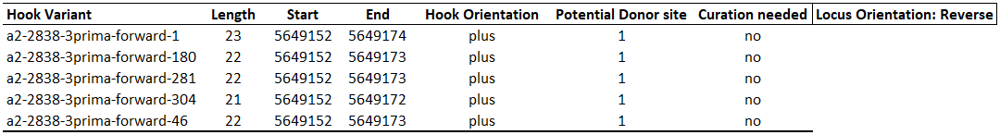 Hook Variant Length Start End Hook Orientation Potential Donor site Curation needed Locus Orientation: Reverse
a2-2838-3prima-forward-1 23 5649152 5649174 plus 1 no
a2-2838-3prima-forward-180 22 5649152 5649173 plus 1 no
a2-2838-3prima-forward-281 22 5649152 5649173 plus 1 no
a2-2838-3prima-forward-304 21 5649152 5649172 plus 1 no
a2-2838-3prima-forward-46 22 5649152 5649173 plus 1 no